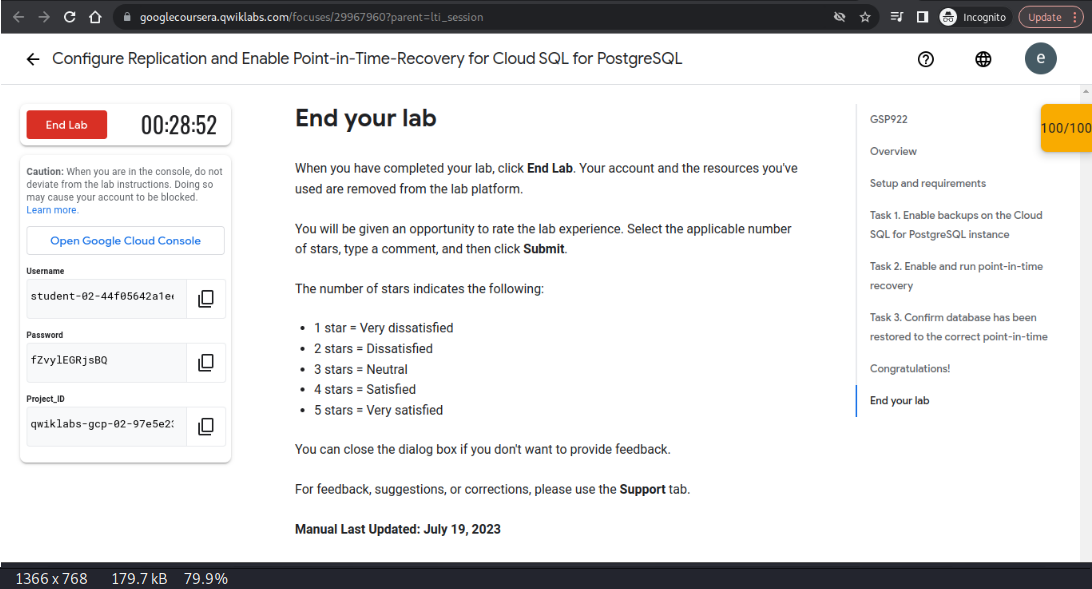 googlecoursera.qwiklabs.com/focuses/29967960?parent=lti_session
Incognito
Update
Configure Replication and Enable Point-in-Time-Recovery for Cloud SQL for PostgreSQL
e
End Lab
00:28:52
Caution: When you are in the console, do not
deviate from the lab instructions. Doing so
may cause your account to be blocked.
Learn more.
Open Google Cloud Console
Username
student-02-44f05642a1e
Password
fZvylEGRjsBQ
Project_ID
qwiklabs-gcp-02-97e5e2
End your lab
When you have completed your lab, click End Lab. Your account and the resources you've
used are removed from the lab platform.
You will be given an opportunity to rate the lab experience. Select the applicable number
of stars, type a comment, and then click Submit.
The number of stars indicates the following:
• 1 star = Very dissatisfied
• 2 stars = Dissatisfied
• 3 stars = Neutral
• 4 stars = Satisfied
• 5 stars = Very satisfied
You can close the dialog box if you don't want to provide feedback.
For feedback, suggestions, or corrections, please use the Support tab.
Manual Last Updated: July 19, 2023
GSP922
100/100
Overview
Setup and requirements
Task 1. Enable backups on the Cloud
SQL for PostgreSQL instance
Task 2. Enable and run point-in-time
recovery
Task 3. Confirm database has been
restored to the correct point-in-time
Congratulations!
End your lab
1366 x 768 179.7 kB 79.9%